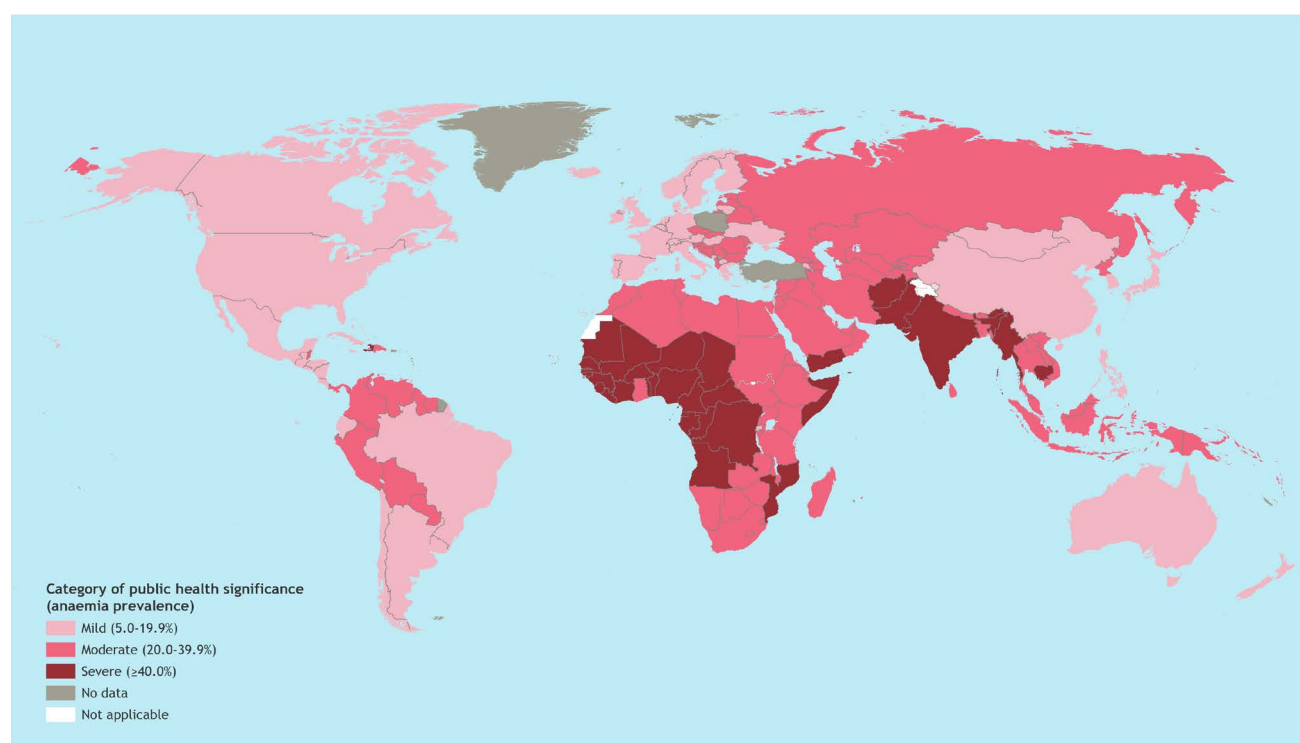 Category of public health significance
(anaemia prevalence)
Mild (5.0-19.9%)
Moderate (20.0-39.9%)
Severe (≥40.0%)
No data
Not applicable